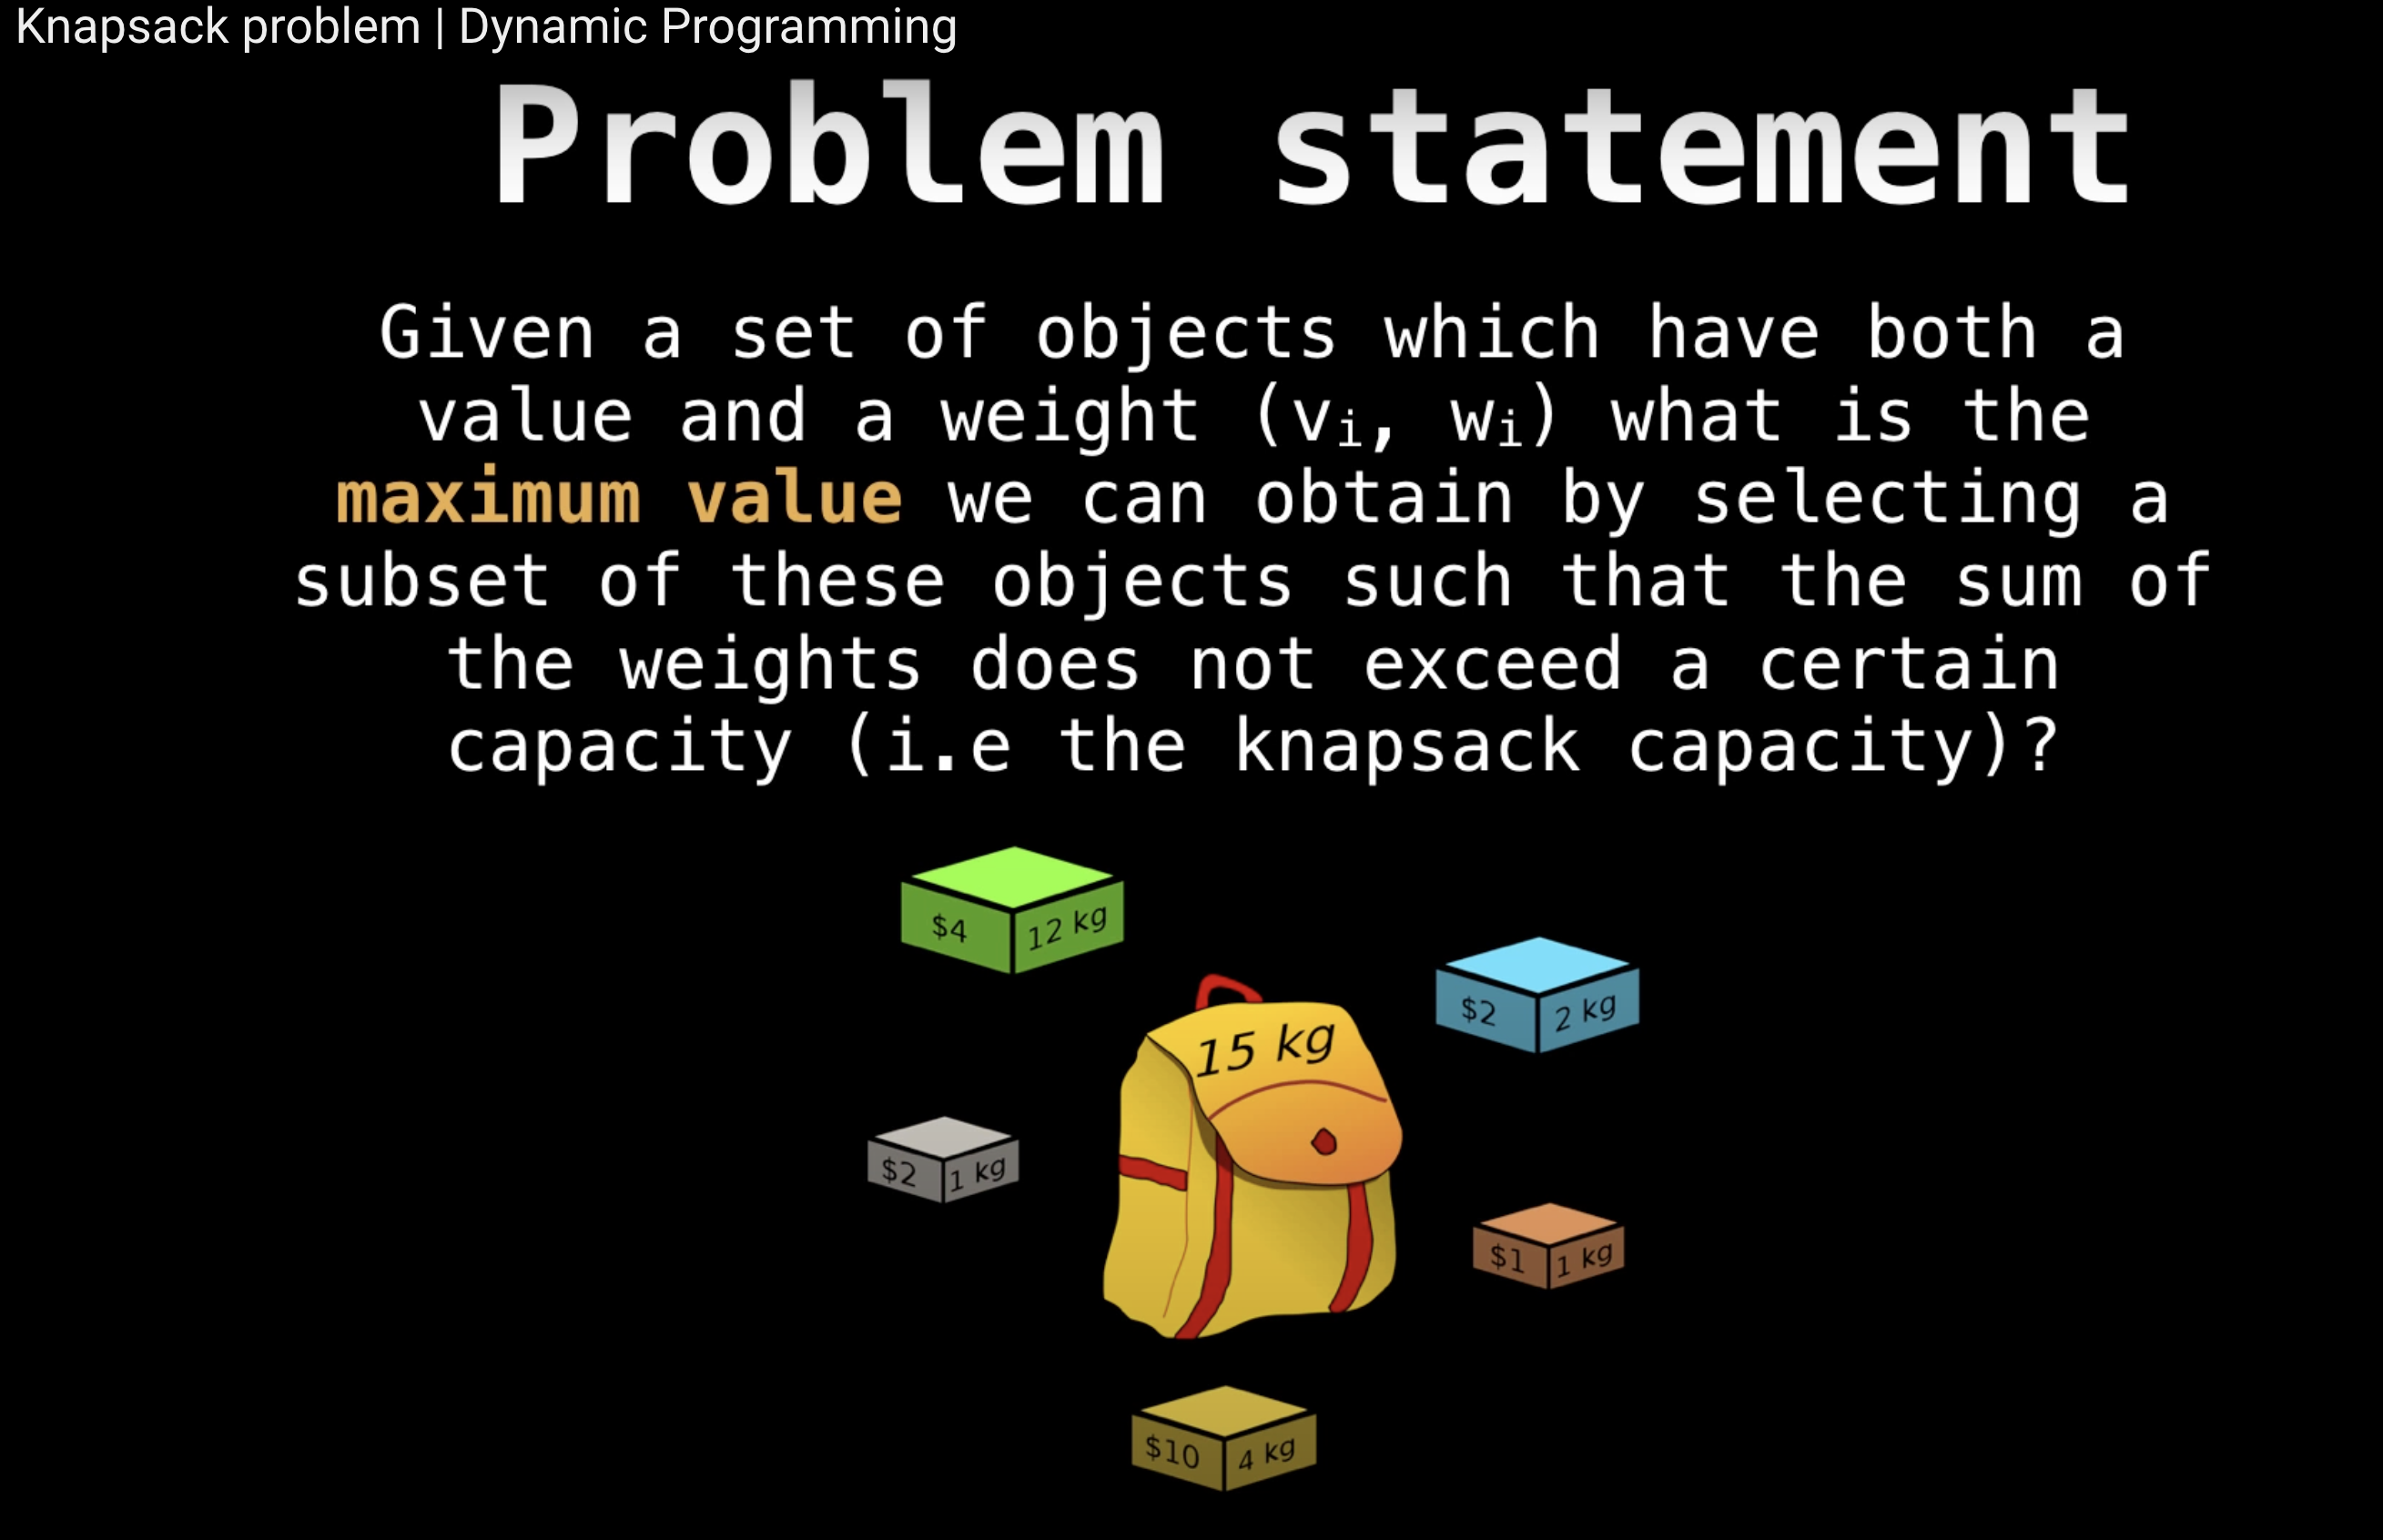 Knapsack problem | Dynamic Programming
Problem statement
Given a set of objects which have both a
value and a weight (vᵢ, wᵢ) what is the
maximum value we can obtain by selecting a
subset of these objects such that the sum of
the weights does not exceed a certain
capacity (i.e the knapsack capacity)?
$4 12 kg
$2 2 kg
15 kg
$2 1 kg
$1 1 kg
$10 4 kg